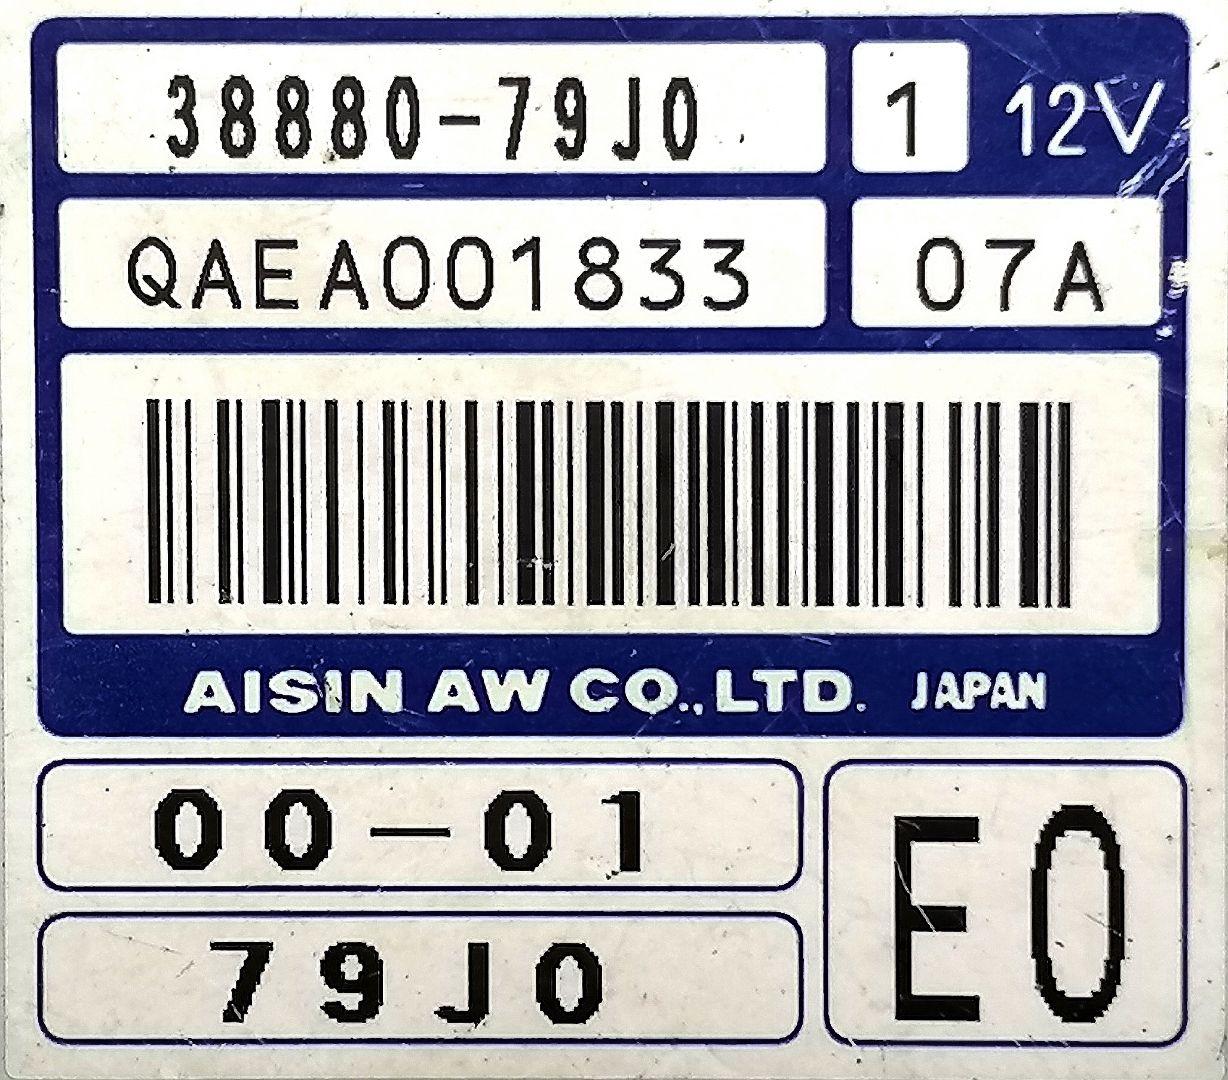 38880-79J0 1 12V
QAEA001833 07A
AISIN AW CO.,LTD. JAPAN
00-01
E0
79J0